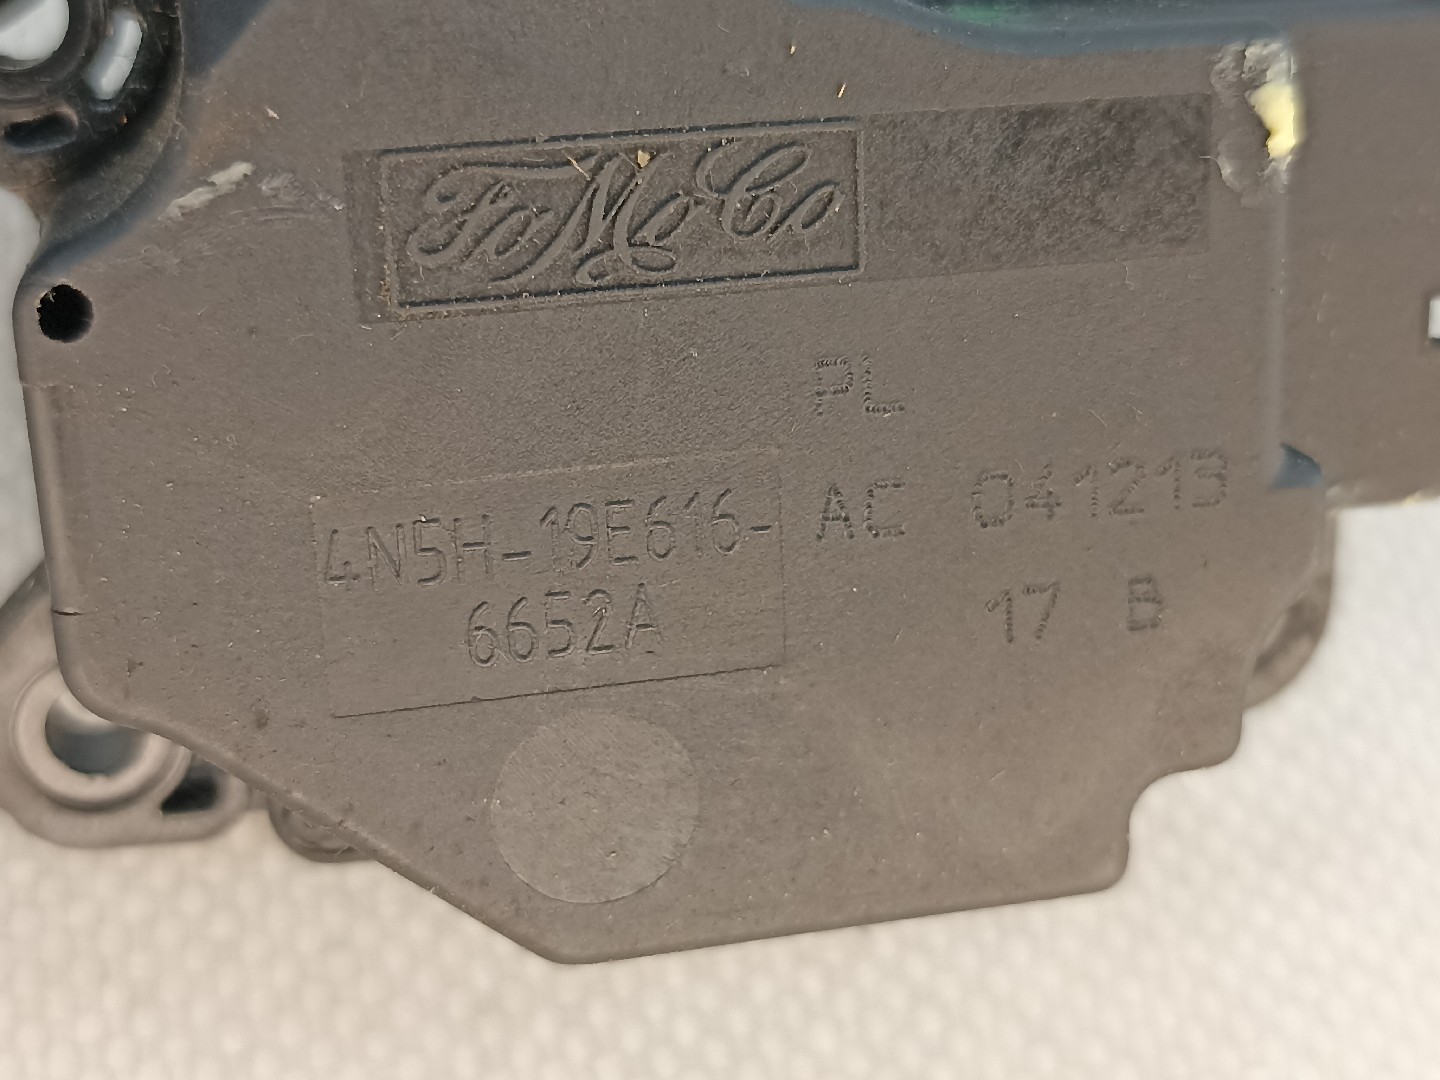 FoMoCo
PL
4N5H-19E616- AC 041213
6652A 17 B